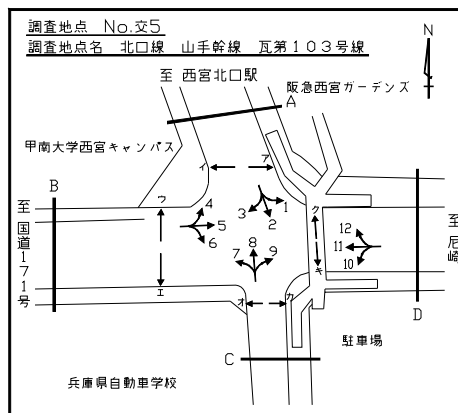 調査地点 No.交5
調査地点名 北口線 山手幹線 瓦第103号線
N
至 西宮北口駅
阪急西宮ガーデンズ
A
甲南大学西宮キャンパス
B
至 国道171号
至 尼崎
D
C
ア
イ
ウ
エ
オ
カ
キ
ク
1
2
3
4
5
6
7
8
9
10
11
12
駐車場
兵庫県自動車学校